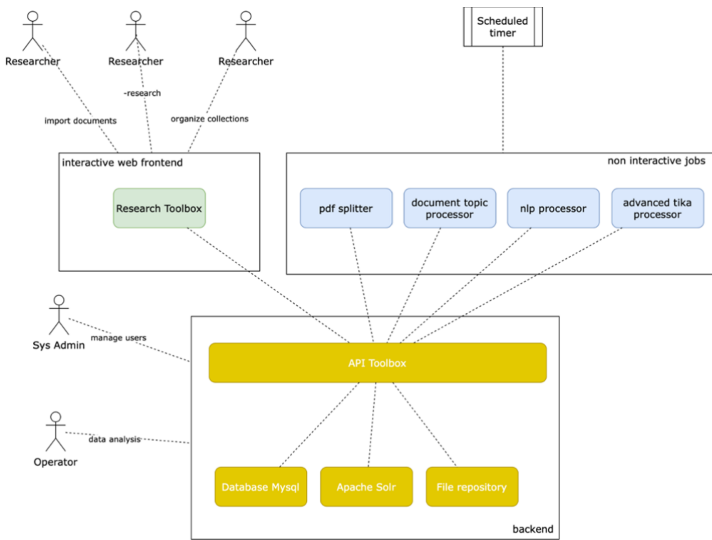 Scheduled
timer
Researcher
Researcher
Researcher
-research
import documents
organize collections
interactive web frontend
non interactive jobs
Research Toolbox
pdf splitter
document topic
processor
nlp processor
advanced tika
processor
Sys Admin
manage users
API Toolbox
Operator
data analysis
Database Mysql
Apache Solr
File repository
backend